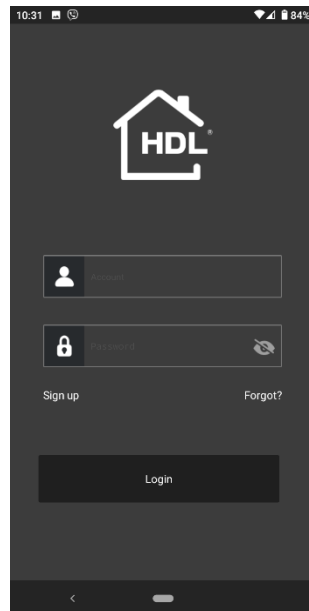 10:31 84%
HDL®
Account
Password
Sign up Forgot?
Login